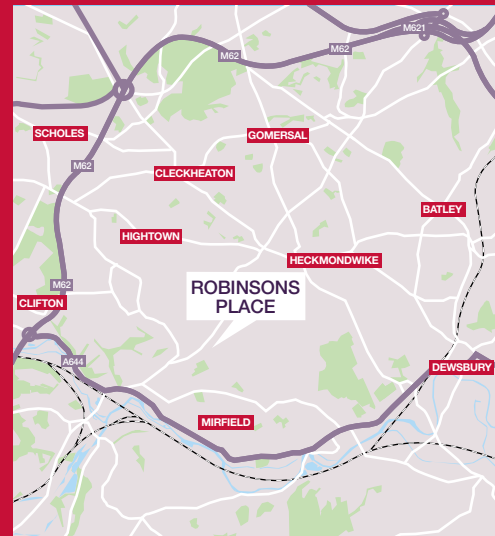 M621
M62
M62
SCHOLES
GOMERSAL
M62
CLECKHEATON
BATLEY
HIGHTOWN
HECKMONDWIKE
M62
ROBINSONS
PLACE
CLIFTON
A644
DEWSBURY
MIRFIELD